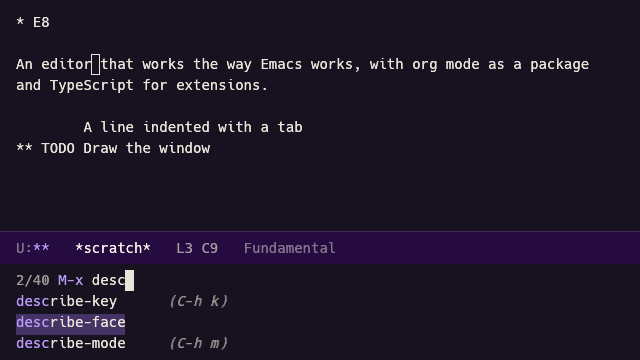 * E8
An editor that works the way Emacs works, with org mode as a package
and TypeScript for extensions.
A line indented with a tab
** TODO Draw the window
U:** *scratch* L3 C9 Fundamental
2/40 M-x desc
describe-key (C-h k)
describe-face
describe-mode (C-h m)